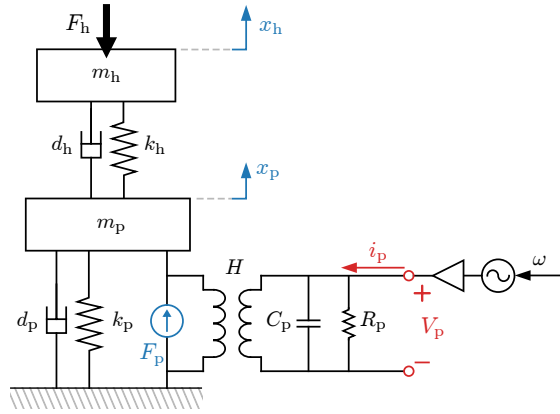 F_h
x_h
m_h
d_h
k_h
x_p
m_p
H
i_p
ω
d_p
k_p
F_p
C_p
R_p
+
V_p
−